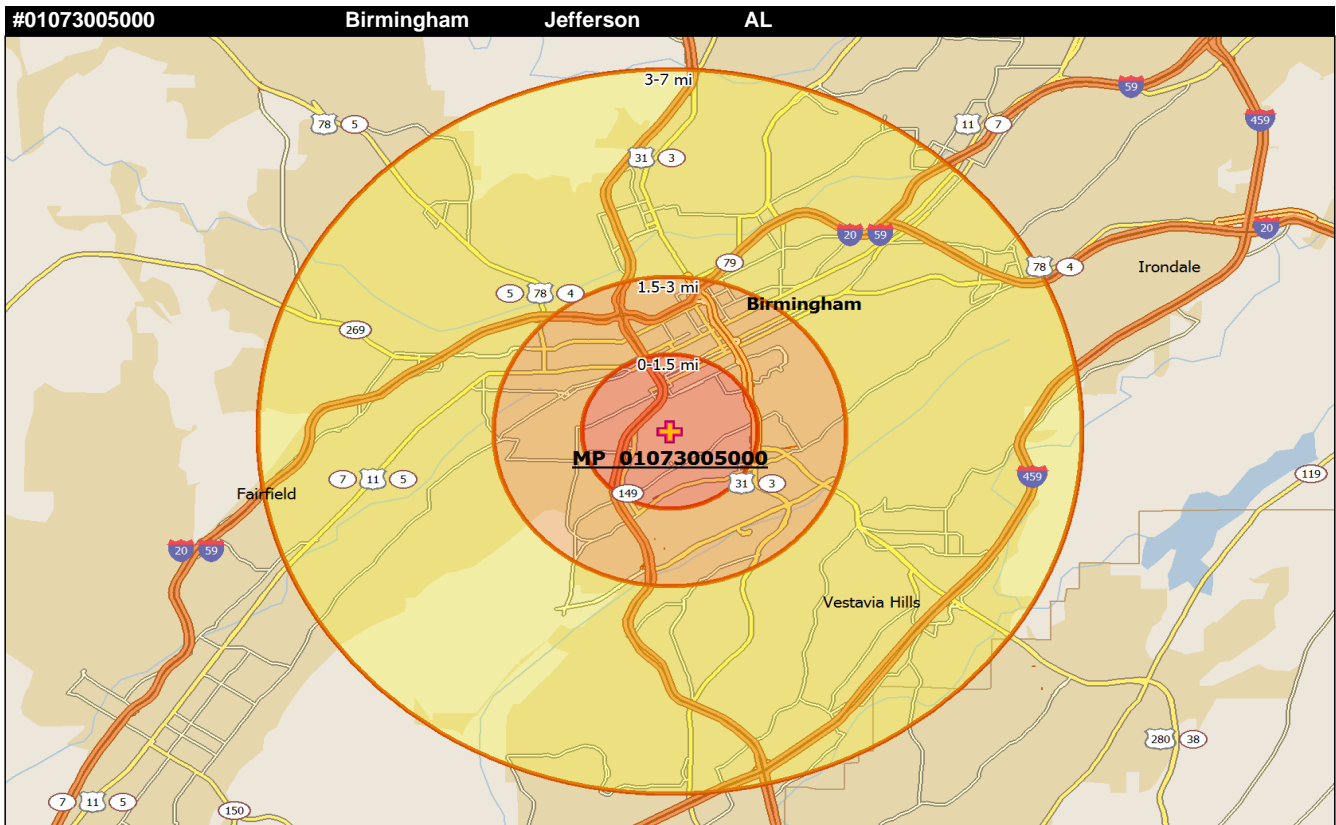 #01073005000 Birmingham Jefferson AL
3-7 mi
59
78 5
11 7
459
31 3
20 59
20
79
78 4
Irondale
5 78 4
1.5-3 mi
Birmingham
269
0-1.5 mi
MP 01073005000
7 11 5
31 3
149
459
119
Fairfield
20 59
Vestavia Hills
280 38
7 11 5
150